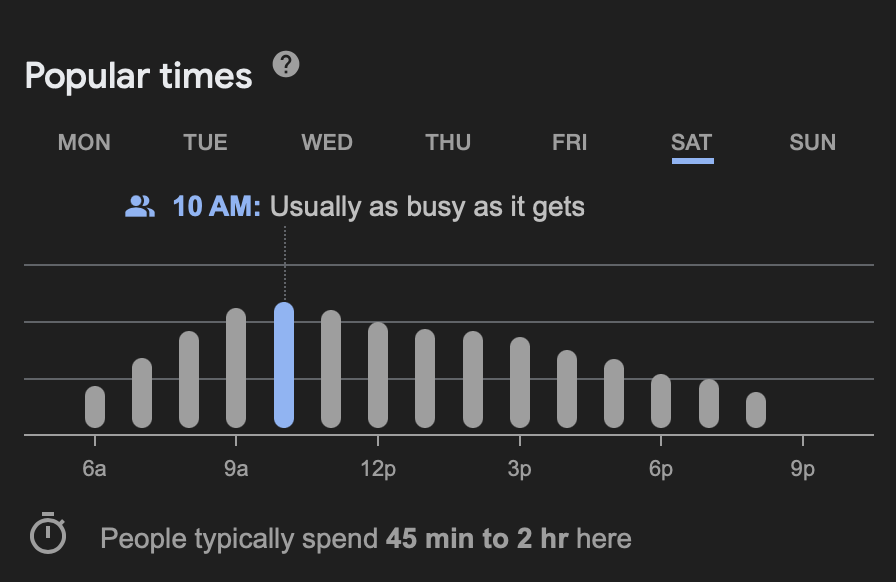 Popular times ?
MON TUE WED THU FRI SAT SUN
10 AM: Usually as busy as it gets
6a 9a 12p 3p 6p 9p
People typically spend 45 min to 2 hr here